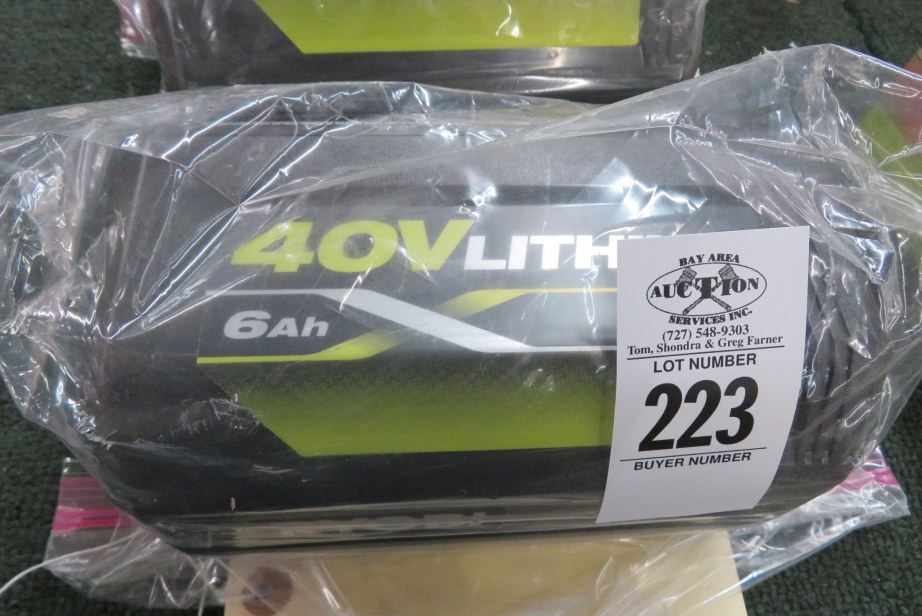 40V LITHI
6Ah
BAY AREA
AUCTION
SERVICES INC.
(727) 548-9303
Tom, Shondra & Greg Farner
LOT NUMBER
223
BUYER NUMBER